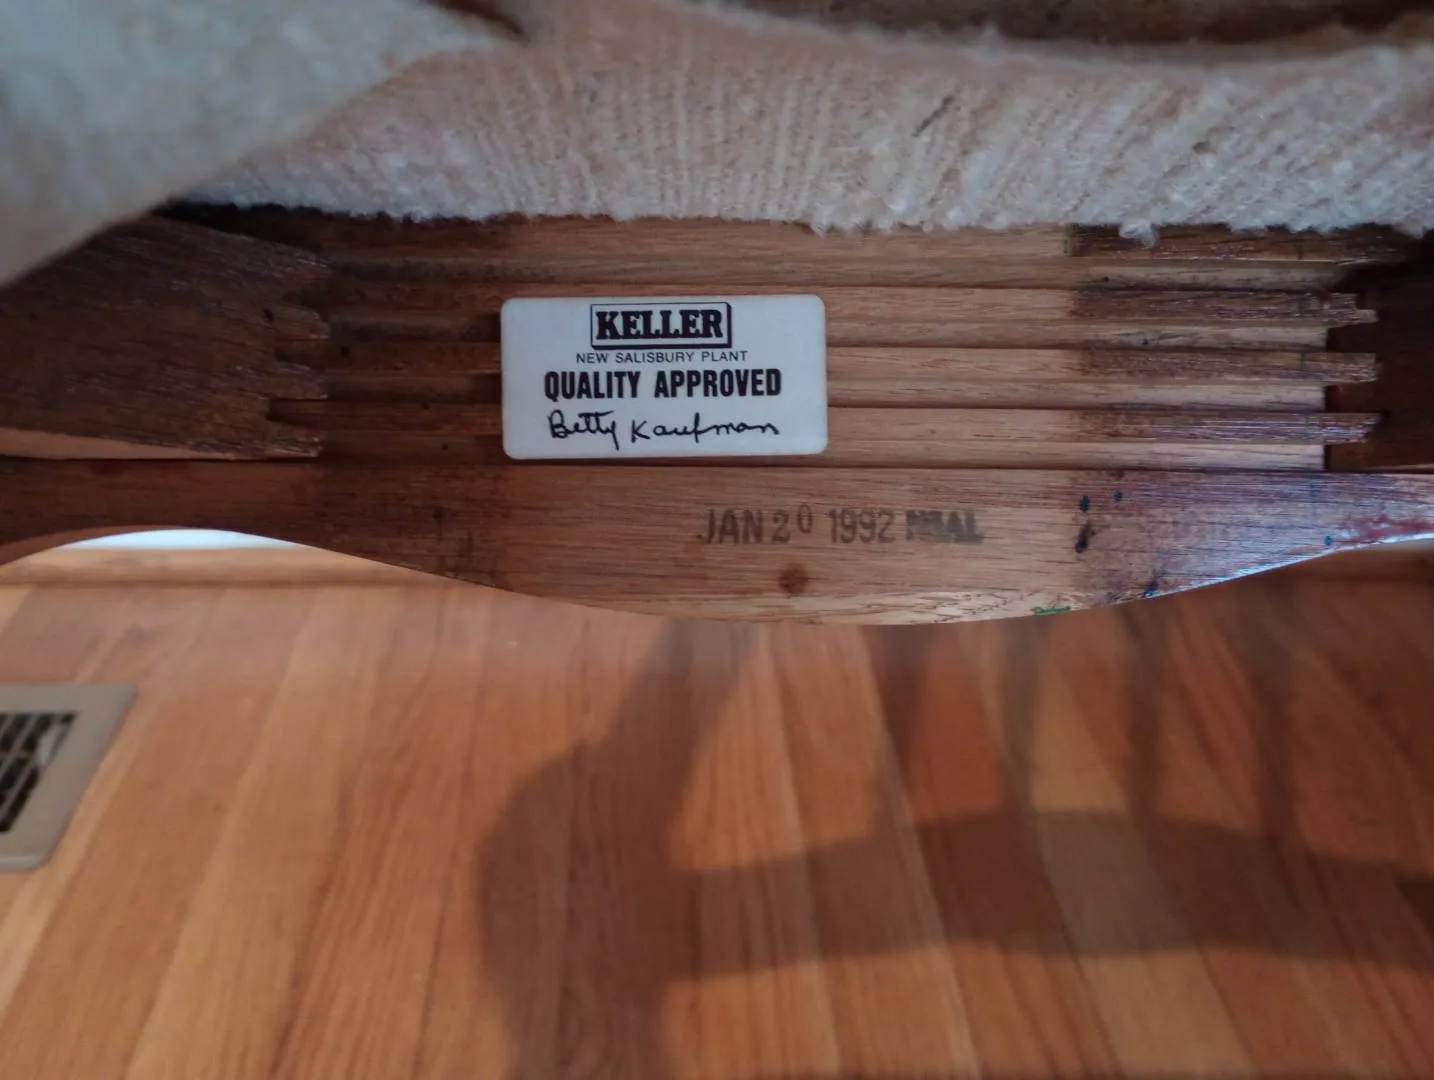 KELLER
NEW SALISBURY PLANT
QUALITY APPROVED
Betty Kaufman
JAN 20 1992